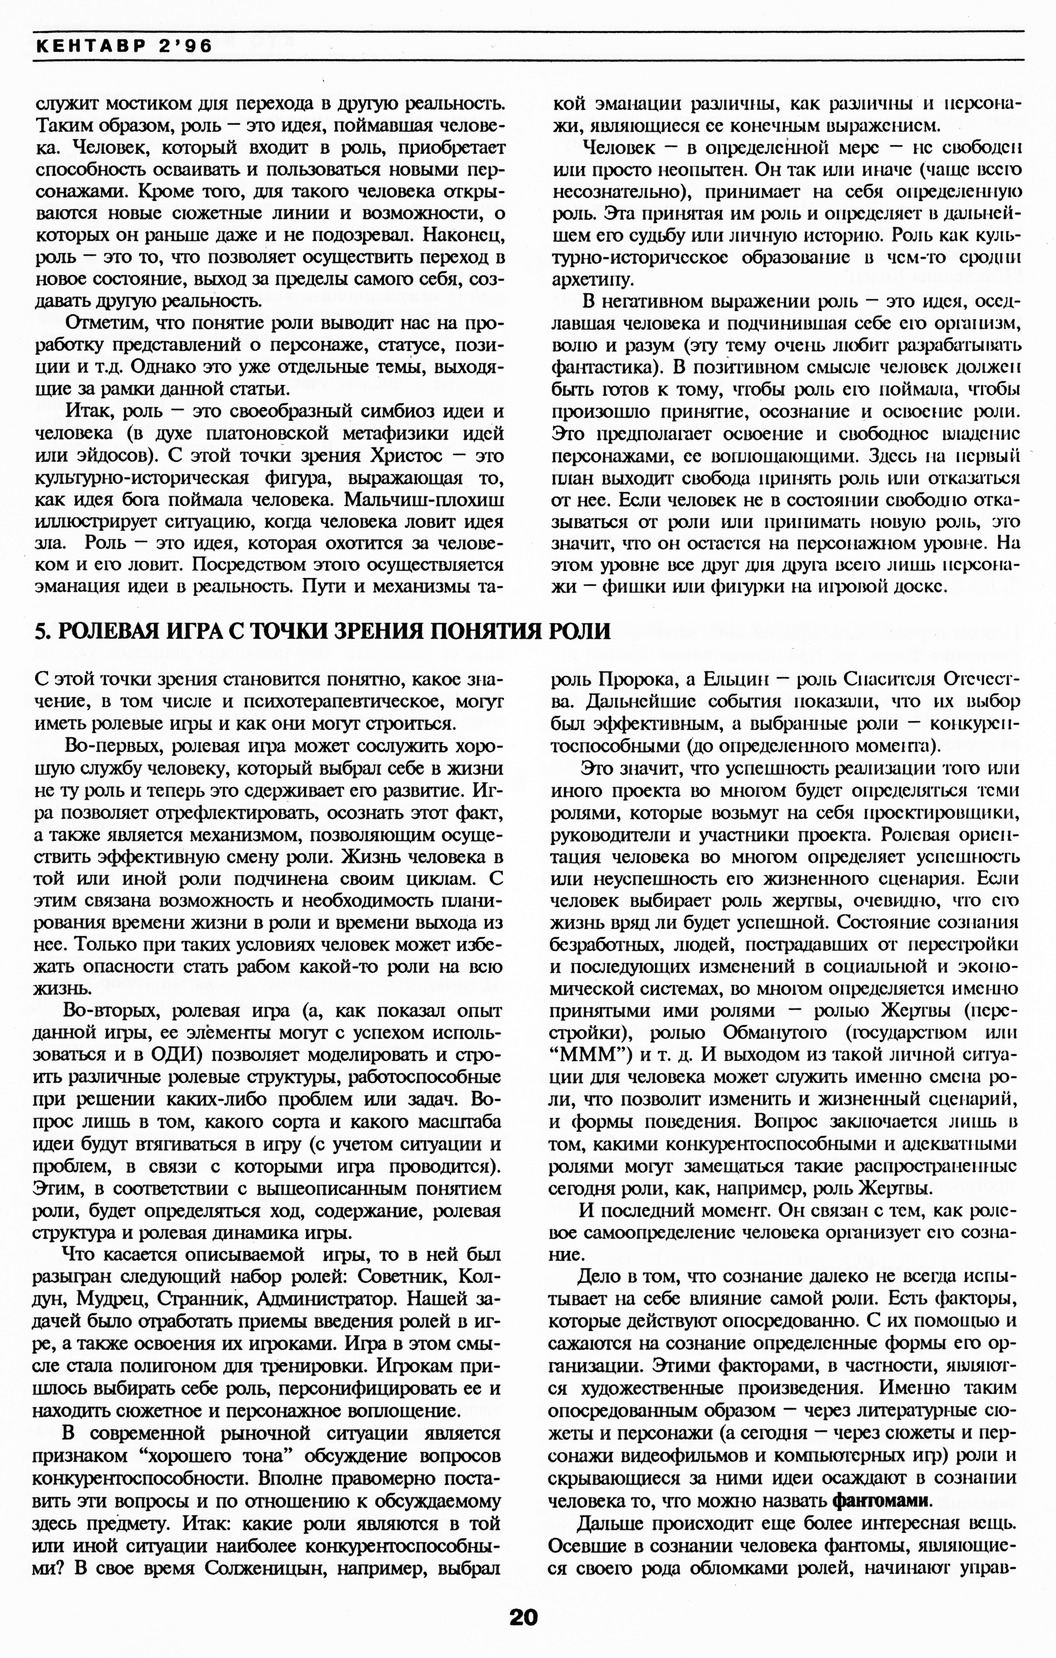 КЕНТАВР 2’96
служит мостиком для перехода в другую реальность.
Таким образом, роль — это идея, поймавшая челове-
ка. Человек, который входит в роль, приобретает
способность осваивать и пользоваться новыми пер-
сонажами. Кроме того, для такого человека откры-
ваются новые сюжетные линии и возможности, о
которых он раньше даже и не подозревал. Наконец,
роль — это то, что позволяет осуществить переход в
новое состояние, выход за пределы самого себя, соз-
давать другую реальность.
Отметим, что понятие роли выводит нас на про-
работку представлений о персонаже, статусе, пози-
ции и т.д. Однако это уже отдельные темы, выходя-
щие за рамки данной статьи.
Итак, роль — это своеобразный симбиоз идеи и
человека (в духе платоновской метафизики идей
или эйдосов). С этой точки зрения Христос — это
культурно-историческая фигура, выражающая то,
как идея бога поймала человека. Мальчиш-плохиш
иллюстрирует ситуацию, когда человека ловит идея
зла. Роль — это идея, которая охотится за челове-
ком и его ловит. Посредством этого осуществляется
эманация идеи в реальность. Пути и механизмы та-
кой эманации различны, как различны и персона-
жи, являющиеся ее конечным выражением.
Человек — в определенной мере — не свободен
или просто неопытен. Он так или иначе (чаще всего
несознательно), принимает на себя определенную
роль. Эта принятая им роль и определяет в дальней-
шем его судьбу или личную историю. Роль как куль-
турно-историческое образование в чем-то сродни
архетипу.
В негативном выражении роль — это идея, осед-
лавшая человека и подчинившая себе его организм,
волю и разум (эту тему очень любит разрабатывать
фантастика). В позитивном смысле человек должен
быть готов к тому, чтобы роль его поймала, чтобы
произошло принятие, осознание и освоение роли.
Это предполагает освоение и свободное владение
персонажами, ее воплощающими. Здесь на первый
план выходит свобода принять роль или отказаться
от нее. Если человек не в состоянии свободно отка-
зываться от роли или принимать новую роль, это
значит, что он остается на персонажном уровне. На
этом уровне все друг для друга всего лишь персона-
жи — фишки или фигурки на игровой доске.
5. РОЛЕВАЯ ИГРА С ТОЧКИ ЗРЕНИЯ ПОНЯТИЯ РОЛИ
С этой точки зрения становится понятно, какое зна-
чение, в том числе и психотерапевтическое, могут
иметь ролевые игры и как они могут строиться.
Во-первых, ролевая игра может сослужить хоро-
шую службу человеку, который выбрал себе в жизни
не ту роль и теперь это сдерживает его развитие. Иг-
ра позволяет отрефлектировать, осознать этот факт,
а также является механизмом, позволяющим осуще-
ствить эффективную смену роли. Жизнь человека в
той или иной роли подчинена своим циклам. С
этим связана возможность и необходимость плани-
рования времени жизни в роли и времени выхода из
нее. Только при таких условиях человек может избе-
жать опасности стать рабом какой-то роли на всю
жизнь.
Во-вторых, ролевая игра (а, как показал опыт
данной игры, ее элементы могут с успехом исполь-
зоваться и в ОДИ) позволяет моделировать и стро-
ить различные ролевые структуры, работоспособные
при решении каких-либо проблем или задач. Во-
прос лишь в том, какого сорта и какого масштаба
идеи будут втягиваться в игру (с учетом ситуации и
проблем, в связи с которыми игра проводится).
Этим, в соответствии с вышеописанным понятием
роли, будет определяться ход, содержание, ролевая
структура и ролевая динамика игры.
Что касается описываемой игры, то в ней был
разыгран следующий набор ролей: Советник, Кол-
дун, Мудрец, Странник, Администратор. Нашей за-
дачей было отработать приемы введения ролей в иг-
ре, а также освоения их игроками. Игра в этом смы-
сле стала полигоном для тренировки. Игрокам при-
шлось выбирать себе роль, персонифицировать ее и
находить сюжетное и персонажное воплощение.
В современной рыночной ситуации является
признаком “хорошего тона” обсуждение вопросов
конкурентоспособности. Вполне правомерно поста-
вить эти вопросы и по отношению к обсуждаемому
здесь предмету. Итак: какие роли являются в той
или иной ситуации наиболее конкурентоспособны-
ми? В свое время Солженицын, например, выбрал
роль Пророка, а Ельцин — роль Спасителя Отечест-
ва. Дальнейшие события показали, что их выбор
был эффективным, а выбранные роли — конкурен-
тоспособными (до определенного момента).
Это значит, что успешность реализации того или
иного проекта во многом будет определяться теми
ролями, которые возьмут на себя проектировщики,
руководители и участники проекта. Ролевая ориен-
тация человека во многом определяет успешность
или неуспешность его жизненного сценария. Если
человек выбирает роль жертвы, очевидно, что его
жизнь вряд ли будет успешной. Состояние сознания
безработных, людей, пострадавших от перестройки
и последующих изменений в социальной и эконо-
мической системах, во многом определяется именно
принятыми ими ролями — ролью Жертвы (пере-
стройки), ролью Обманутого (государством или
“МММ”) и т. д. И выходом из такой личной ситуа-
ции для человека может служить именно смена ро-
ли, что позволит изменить и жизненный сценарий,
и формы поведения. Вопрос заключается лишь в
том, какими конкурентоспособными и адекватными
ролями могут замещаться такие распространенные
сегодня роли, как, например, роль Жертвы.
И последний момент. Он связан с тем, как роле-
вое самоопределение человека организует его созна-
ние.
Дело в том, что сознание далеко не всегда испы-
тывает на себе влияние самой роли. Есть факторы,
которые действуют опосредованно. С их помощью и
сажаются на сознание определенные формы его ор-
ганизации. Этими факторами, в частности, являют-
ся художественные произведения. Именно таким
опосредованным образом — через литературные сю-
жеты и персонажи (а сегодня — через сюжеты и пер-
сонажи видеофильмов и компьютерных игр) роли и
скрывающиеся за ними идеи осаждают в сознании
человека то, что можно назвать фантомами.
Дальше происходит еще более интересная вещь.
Осевшие в сознании человека фантомы, являющие-
ся своего рода обломками ролей, начинают управ-
20